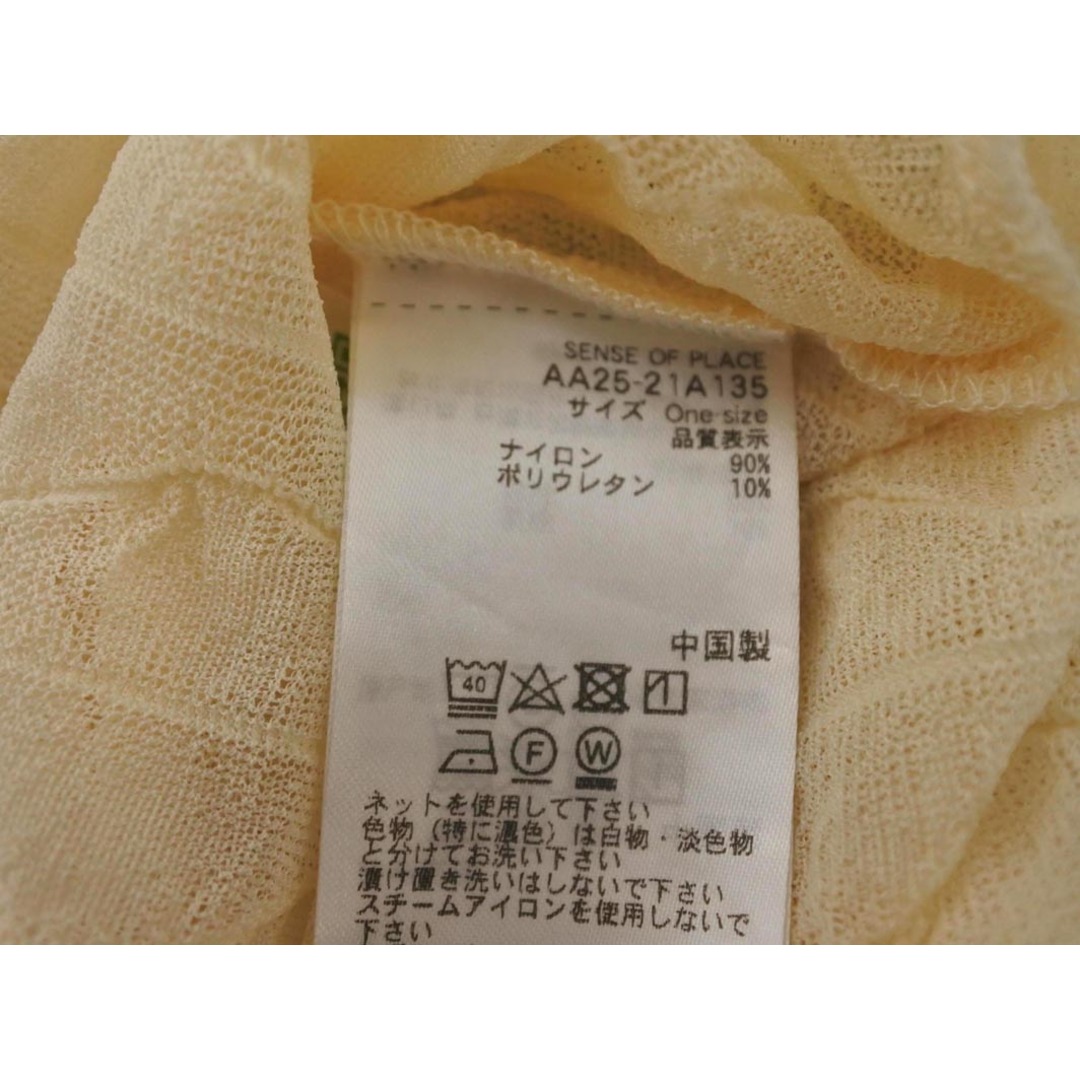 SENSE OF PLACE
AA25-21A135
サイズ One-size
品質表示
ナイロン 90%
ポリウレタン 10%
中国製
40
F W
ネットを使用して下さい
色物(特に濃色)は白物・淡色物
と分けてお洗い下さい
漬け置き洗いはしないで下さい
スチームアイロンを使用しないで
下さい